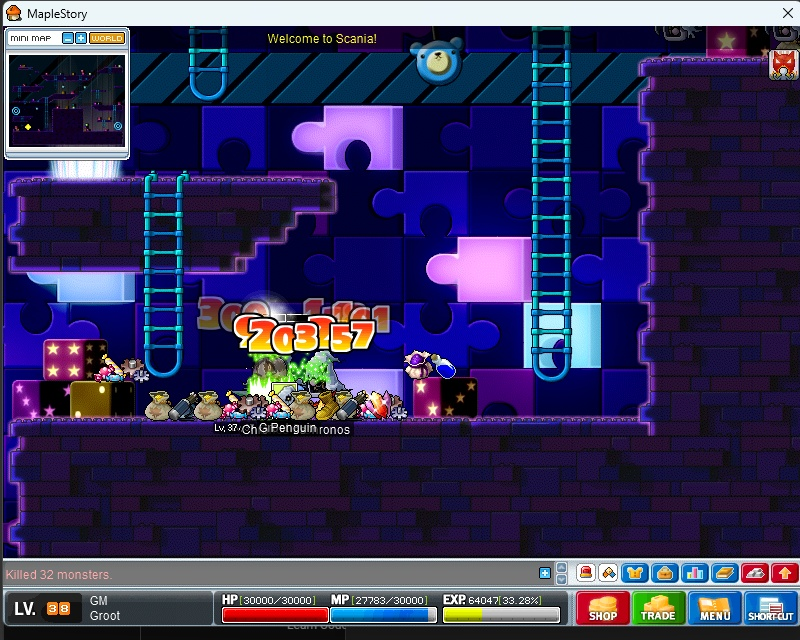 MapleStory
MINI MAP
WORLD
Welcome to Scania!
Lv. 37
Penguin
ronos
Killed 32 monsters.
LV. 38
GM
Groot
HP [30000/30000]
MP [27783/30000]
EXP. 64047[33.28%]
SHOP
TRADE
MENU
SHORTCUT